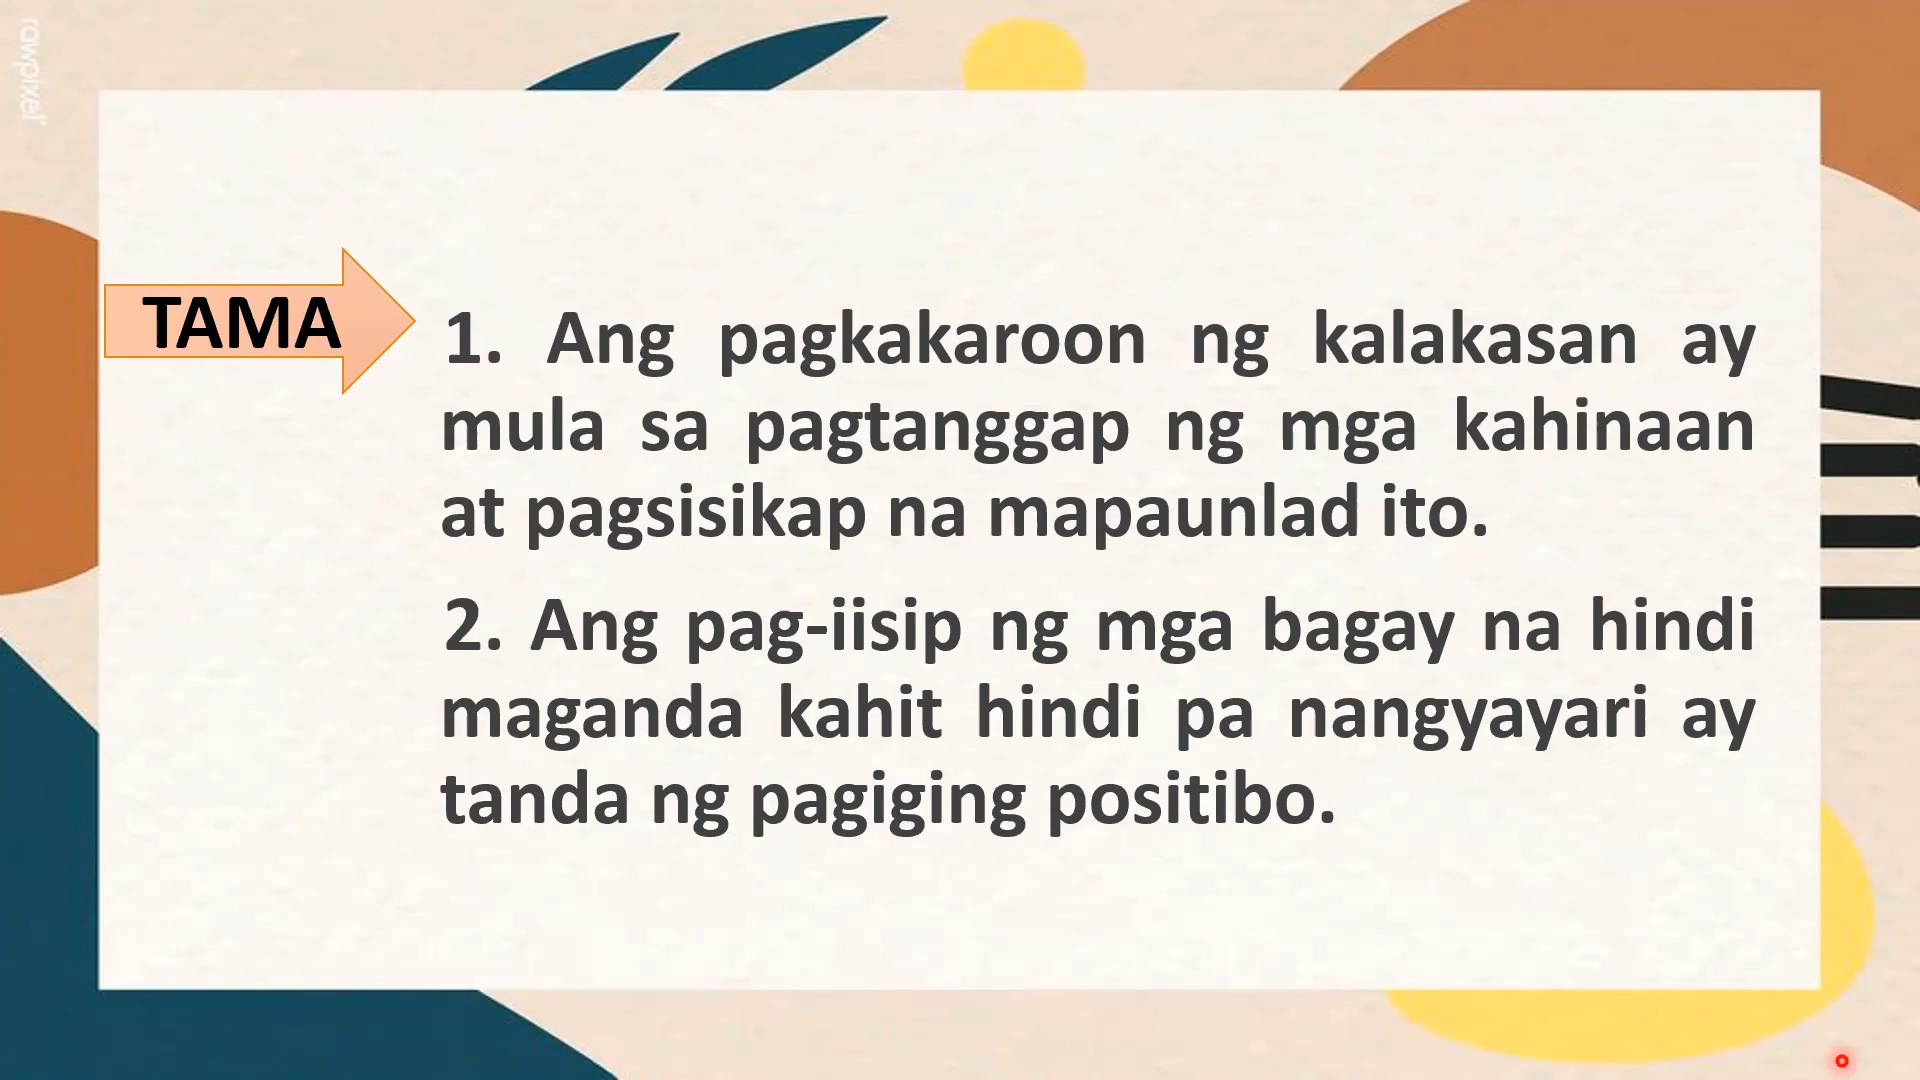 rawpixel
TAMA
1. Ang pagkakaroon ng kalakasan ay
mula sa pagtanggap ng mga kahinaan
at pagsisikap na mapaunlad ito.
2. Ang pag-iisip ng mga bagay na hindi
maganda kahit hindi pa nangyayari ay
tanda ng pagiging positibo.